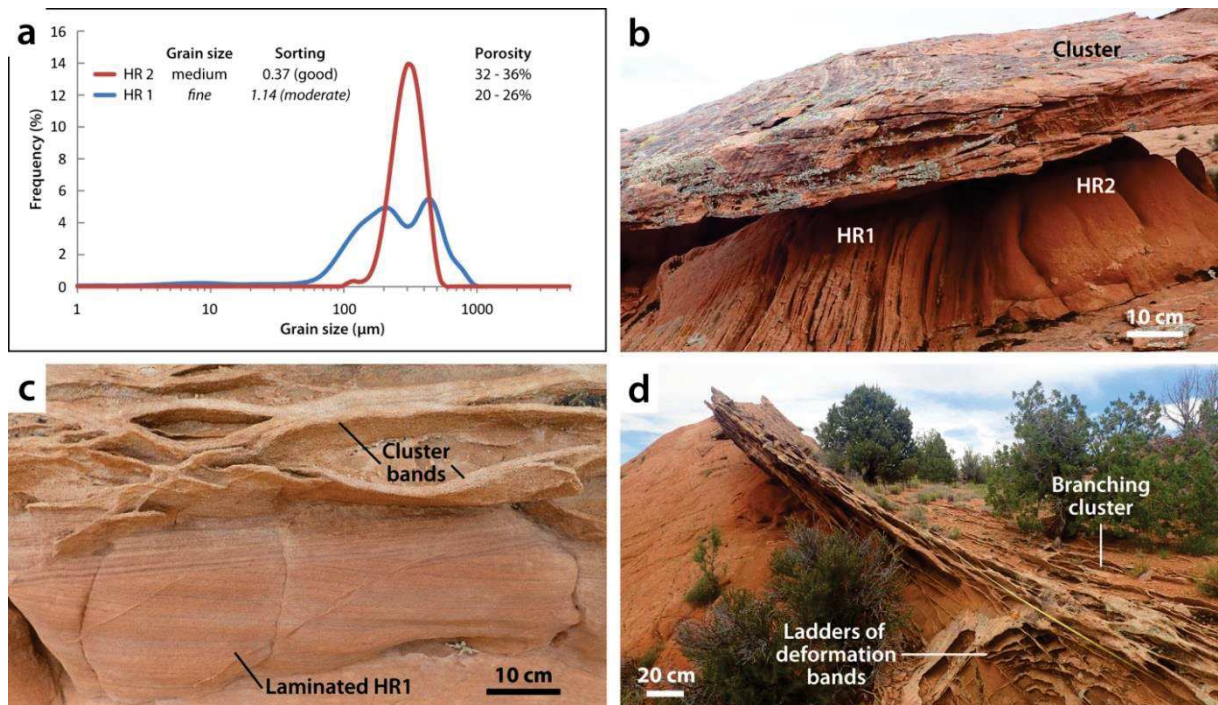 a
16
14
12
10
8
6
4
2
0
Frequency (%)
Grain size Sorting Porosity
HR 2 medium 0.37 (good) 32 - 36%
HR 1 fine 1.14 (moderate) 20 - 26%
1 10 100 1000
Grain size (µm)
b
Cluster
HR2
HR1
10 cm
c
Cluster
bands
Laminated HR1
10 cm
d
Branching
cluster
Ladders of
deformation
bands
20 cm